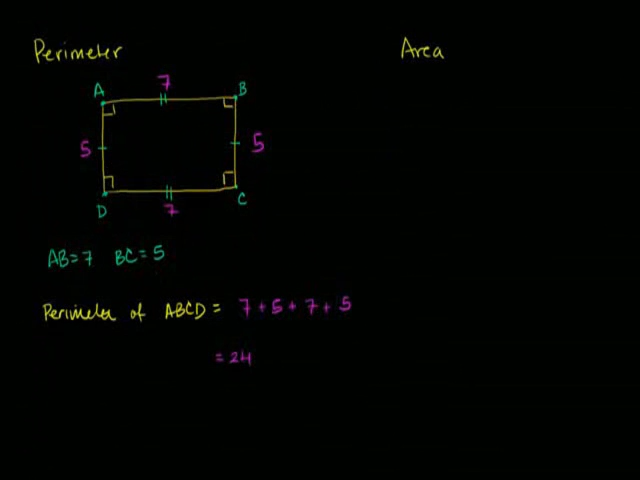 Perimeter
Area
7
A
B
5
5
D
7
C
AB=7 BC=5
Perimeter of ABCD = 7+5+7+5
= 24